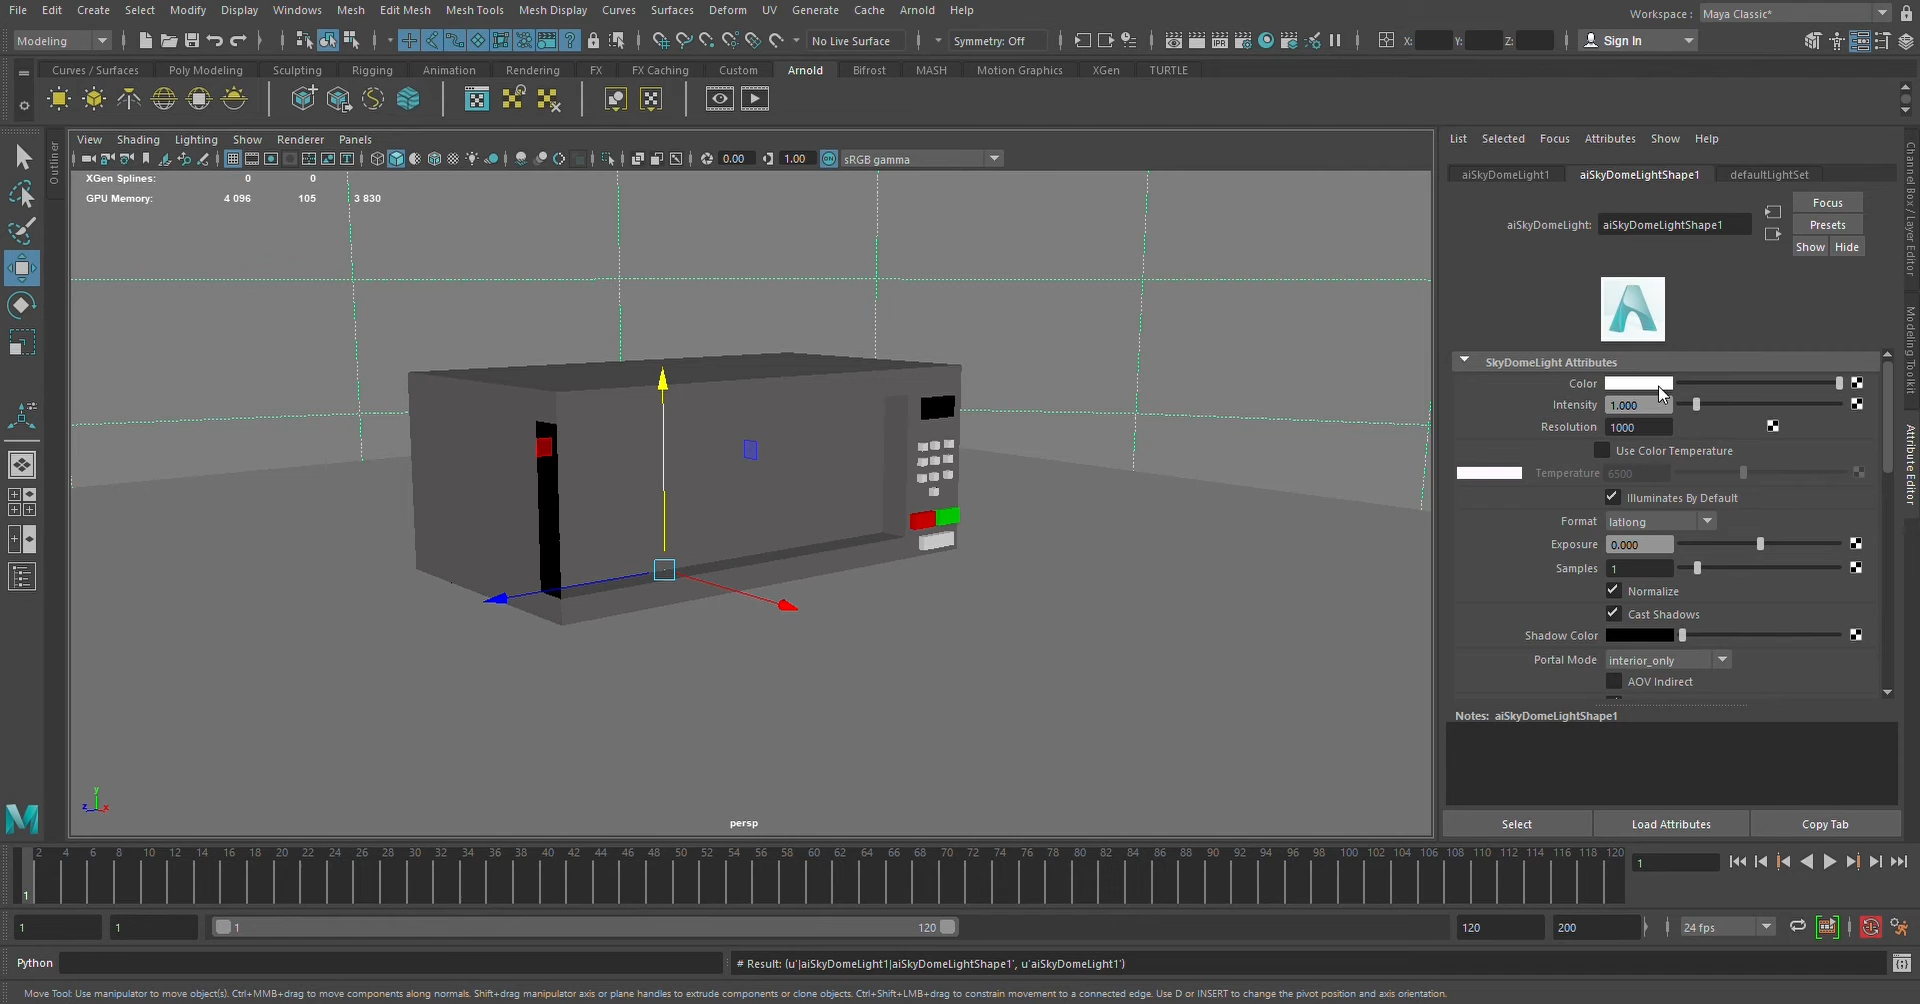 File Edit Create Select Modify Display Windows Mesh Edit Mesh Mesh Tools Mesh Display Curves Surfaces Deform UV Generate Cache Arnold Help
Workspace : Maya Classic*
Modeling No Live Surface Symmetry: Off X: Y: Z: Sign In
Curves / Surfaces Poly Modeling Sculpting Rigging Animation Rendering FX FX Caching Custom Arnold Bifrost MASH Motion Graphics XGen TURTLE
IPR
View Shading Lighting Show Renderer Panels
0.00 1.00 ON sRGB gamma
XGen Splines: 0 0
GPU Memory: 4 096 105 3 830
Outliner
y
z x
persp
List Selected Focus Attributes Show Help
aiSkyDomeLight1 aiSkyDomeLightShape1 defaultLightSet
Focus
aiSkyDomeLight: aiSkyDomeLightShape1 Presets
Show Hide
SkyDomeLight Attributes
Color
Intensity 1.000
Resolution 1000
Use Color Temperature
Temperature 6500
Illuminates By Default
Format latlong
Exposure 0.000
Samples 1
Normalize
Cast Shadows
Shadow Color
Portal Mode interior_only
AOV Indirect
Notes: aiSkyDomeLightShape1
Select Load Attributes Copy Tab
Channel Box / Layer Editor
Modeling Toolkit
Attribute Editor
2 4 6 8 10 12 14 16 18 20 22 24 26 28 30 32 34 36 38 40 42 44 46 48 50 52 54 56 58 60 62 64 66 68 70 72 74 76 78 80 82 84 86 88 90 92 94 96 98 100 102 104 106 108 110 112 114 116 118 120
1 1
1 1 1 120 120 200 24 fps
Python # Result: (u'|aiSkyDomeLight1|aiSkyDomeLightShape1', u'aiSkyDomeLight1')
Move Tool: Use manipulator to move object(s). Ctrl+MMB+drag to move components along normals. Shift+drag manipulator axis or plane handles to extrude components or clone objects. Ctrl+Shift+LMB+drag to constrain movement to a connected edge. Use D or INSERT to change the pivot position and axis orientation.